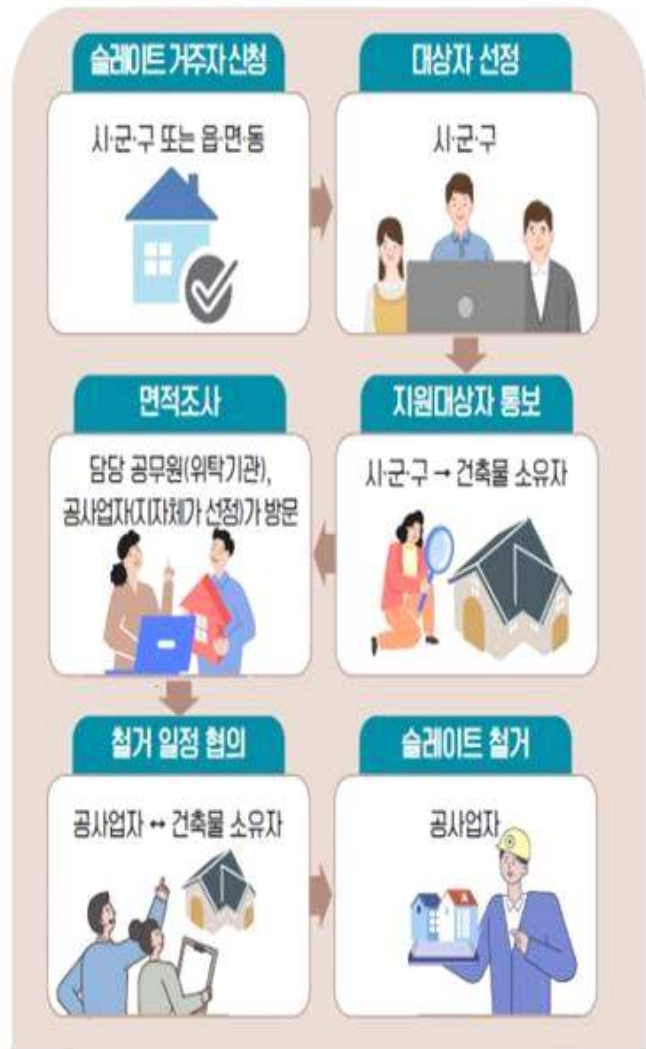 슬레이트 거주자 신청
시·군·구 또는 읍·면·동
대상자 선정
시·군·구
지원대상자 통보
시·군·구 → 건축물 소유자
면적조사
담당 공무원(위탁기관),
공사업자(지자체가 선정)가 방문
철거 일정 협의
공사업자 ↔ 건축물 소유자
슬레이트 철거
공사업자